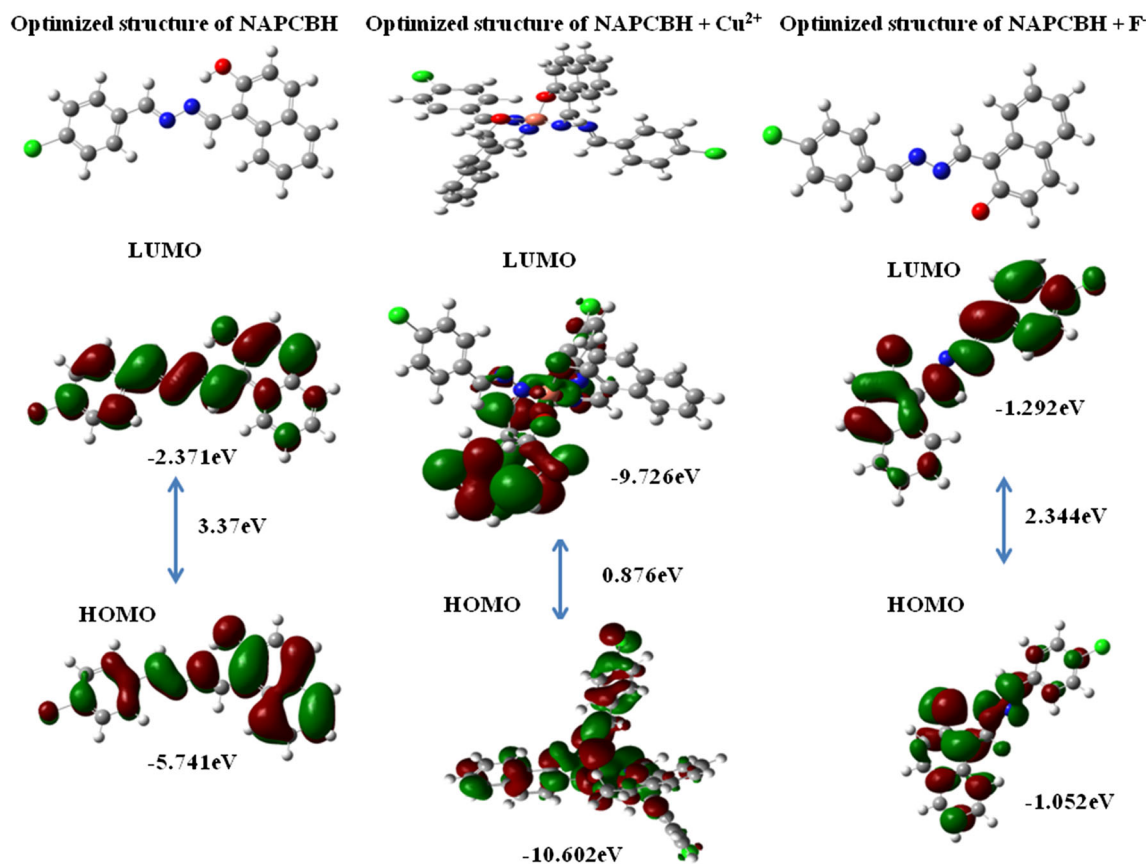 Optimized structure of NAPCBH
Optimized structure of NAPCBH + Cu²⁺
Optimized structure of NAPCBH + F⁻
LUMO
LUMO
LUMO
-2.371eV
-9.726eV
-1.292eV
3.37eV
0.876eV
2.344eV
HOMO
HOMO
HOMO
-5.741eV
-10.602eV
-1.052eV